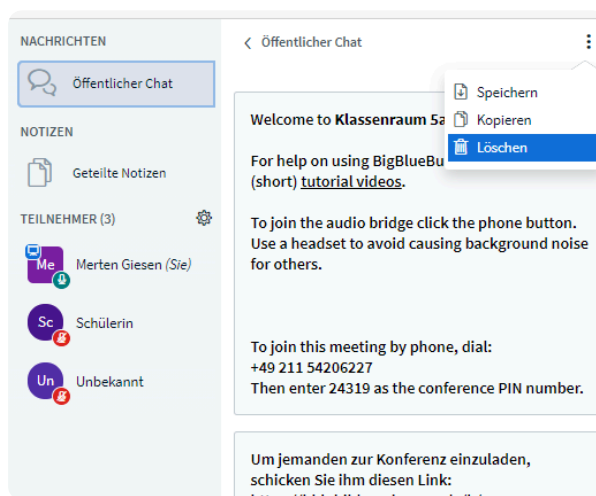 NACHRICHTEN
Öffentlicher Chat
NOTIZEN
Geteilte Notizen
TEILNEHMER (3)
Me
Merten Giesen (Sie)
Sc
Schülerin
Un
Unbekannt
Öffentlicher Chat
Speichern
Kopieren
Löschen
Welcome to Klassenraum 5a
For help on using BigBlueBu
(short) tutorial videos.
To join the audio bridge click the phone button.
Use a headset to avoid causing background noise
for others.
To join this meeting by phone, dial:
+49 211 54206227
Then enter 24319 as the conference PIN number.
Um jemanden zur Konferenz einzuladen,
schicken Sie ihm diesen Link: